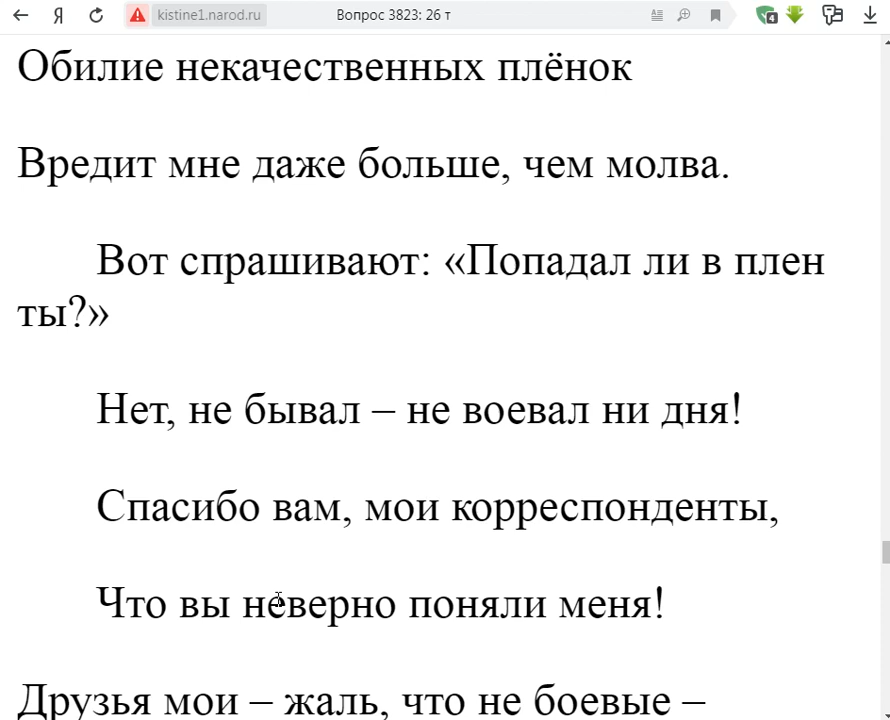 kistine1.narod.ru Вопрос 3823: 26 т
4
Обилие некачественных плёнок
Вредит мне даже больше, чем молва.
Вот спрашивают: «Попадал ли в плен
ты?»
Нет, не бывал – не воевал ни дня!
Спасибо вам, мои корреспонденты,
Что вы неверно поняли меня!
Друзья мои – жаль, что не боевые –